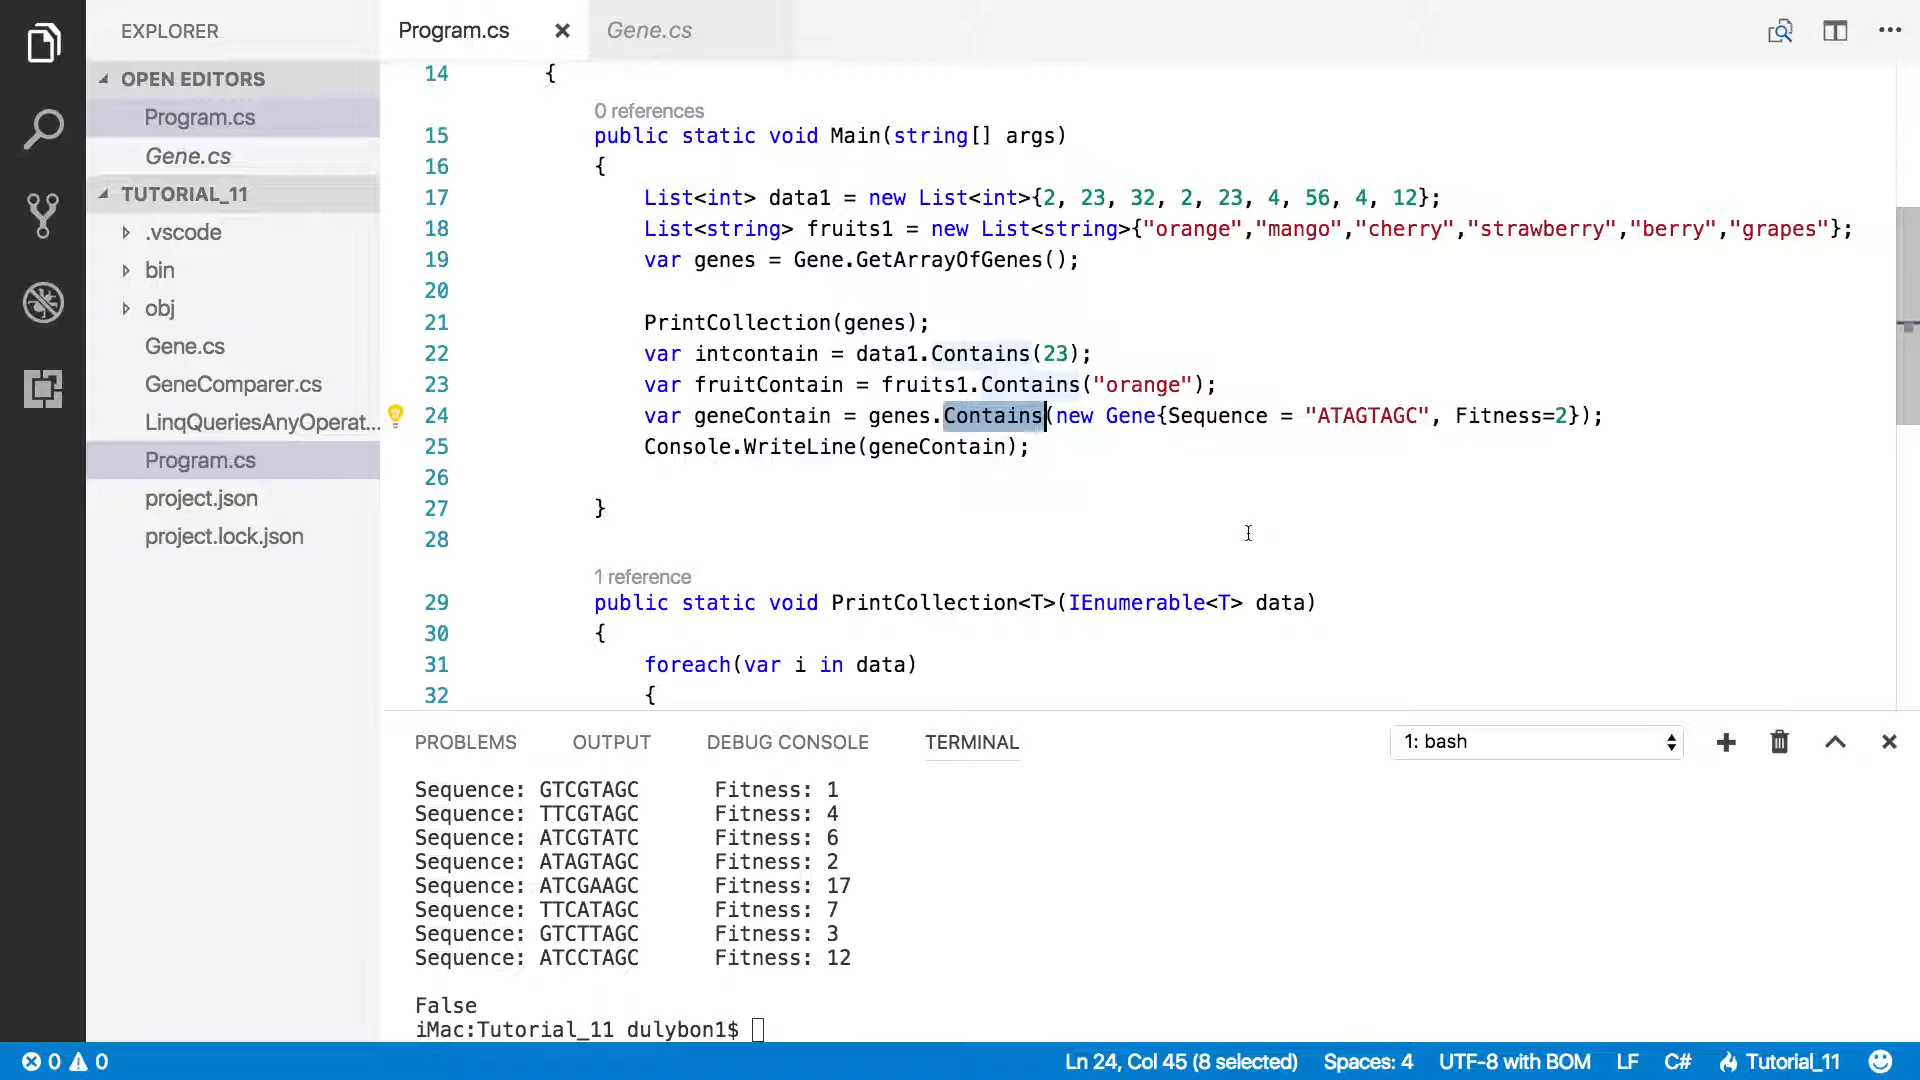 EXPLORER
OPEN EDITORS
Program.cs
Gene.cs
TUTORIAL_11
.vscode
bin
obj
Gene.cs
GeneComparer.cs
LinqQueriesAnyOperat...
Program.cs
project.json
project.lock.json
Program.cs
Gene.cs
14 {
0 references
15 public static void Main(string[] args)
16 {
17 List<int> data1 = new List<int>{2, 23, 32, 2, 23, 4, 56, 4, 12};
18 List<string> fruits1 = new List<string>{"orange","mango","cherry","strawberry","berry","grapes"};
19 var genes = Gene.GetArrayOfGenes();
20
21 PrintCollection(genes);
22 var intcontain = data1.Contains(23);
23 var fruitContain = fruits1.Contains("orange");
24 var geneContain = genes.Contains(new Gene{Sequence = "ATAGTAGC", Fitness=2});
25 Console.WriteLine(geneContain);
26
27 }
28
1 reference
29 public static void PrintCollection<T>(IEnumerable<T> data)
30 {
31 foreach(var i in data)
32 {
PROBLEMS OUTPUT DEBUG CONSOLE TERMINAL 1: bash
Sequence: GTCGTAGC Fitness: 1
Sequence: TTCGTAGC Fitness: 4
Sequence: ATCGTATC Fitness: 6
Sequence: ATAGTAGC Fitness: 2
Sequence: ATCGAAGC Fitness: 17
Sequence: TTCATAGC Fitness: 7
Sequence: GTCTTAGC Fitness: 3
Sequence: ATCCTAGC Fitness: 12
False
iMac:Tutorial_11 dulybon1$
0 0 Ln 24, Col 45 (8 selected) Spaces: 4 UTF-8 with BOM LF C# Tutorial_11